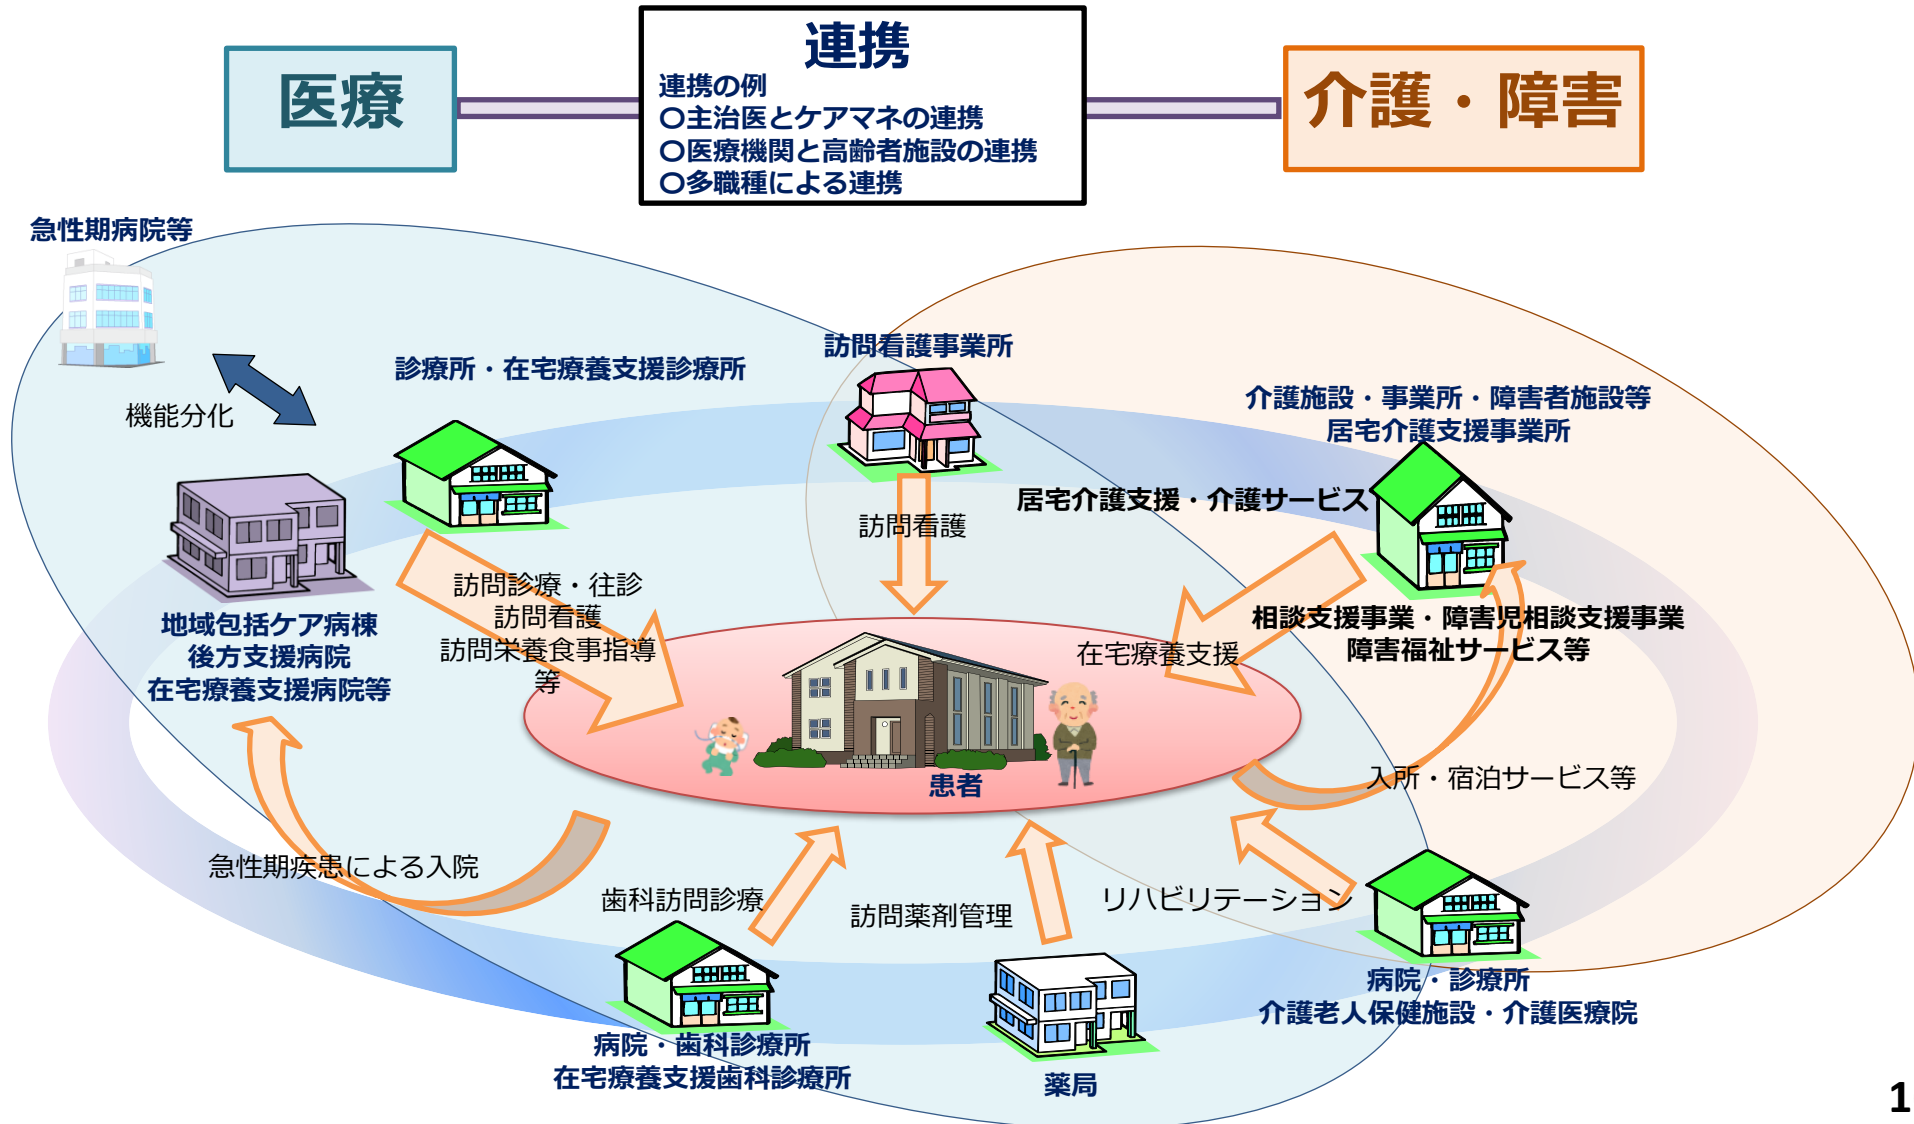 医療
連携
連携の例
〇主治医とケアマネの連携
〇医療機関と高齢者施設の連携
〇多職種による連携
介護・障害
急性期病院等
機能分化
診療所・在宅療養支援診療所
訪問看護事業所
介護施設・事業所・障害者施設等
居宅介護支援事業所
居宅介護支援・介護サービス
訪問看護
訪問診療・往診
訪問看護
訪問栄養食事指導
等
地域包括ケア病棟
後方支援病院
在宅療養支援病院等
相談支援事業・障害児相談支援事業
障害福祉サービス等
在宅療養支援
患者
入所・宿泊サービス等
急性期疾患による入院
歯科訪問診療
訪問薬剤管理
リハビリテーション
病院・歯科診療所
在宅療養支援歯科診療所
薬局
病院・診療所
介護老人保健施設・介護医療院
1